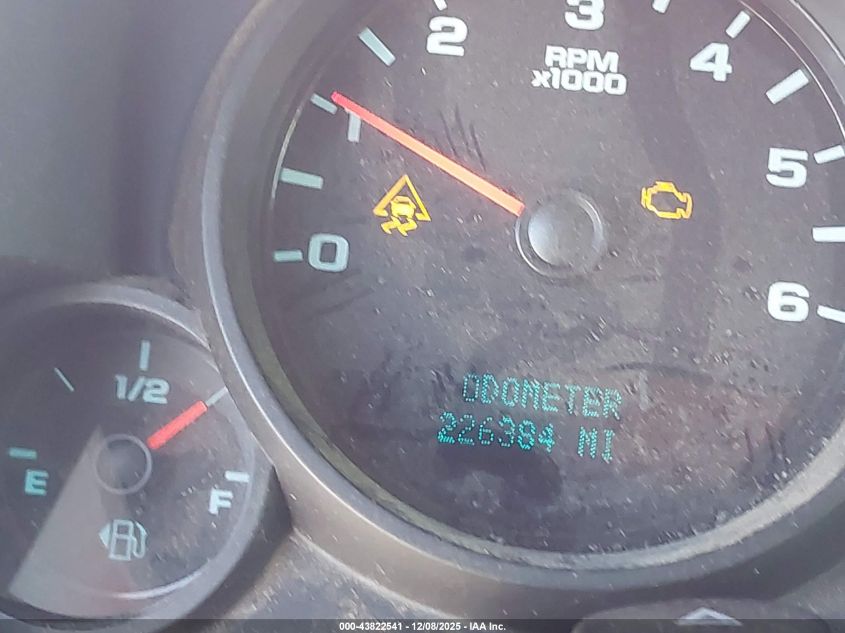 3
2
4
RPM
x1000
1
5
0
6
1/2
E
F
ODOMETER
226384 MI
000-43822541 - 12/08/2025 - IAA Inc.